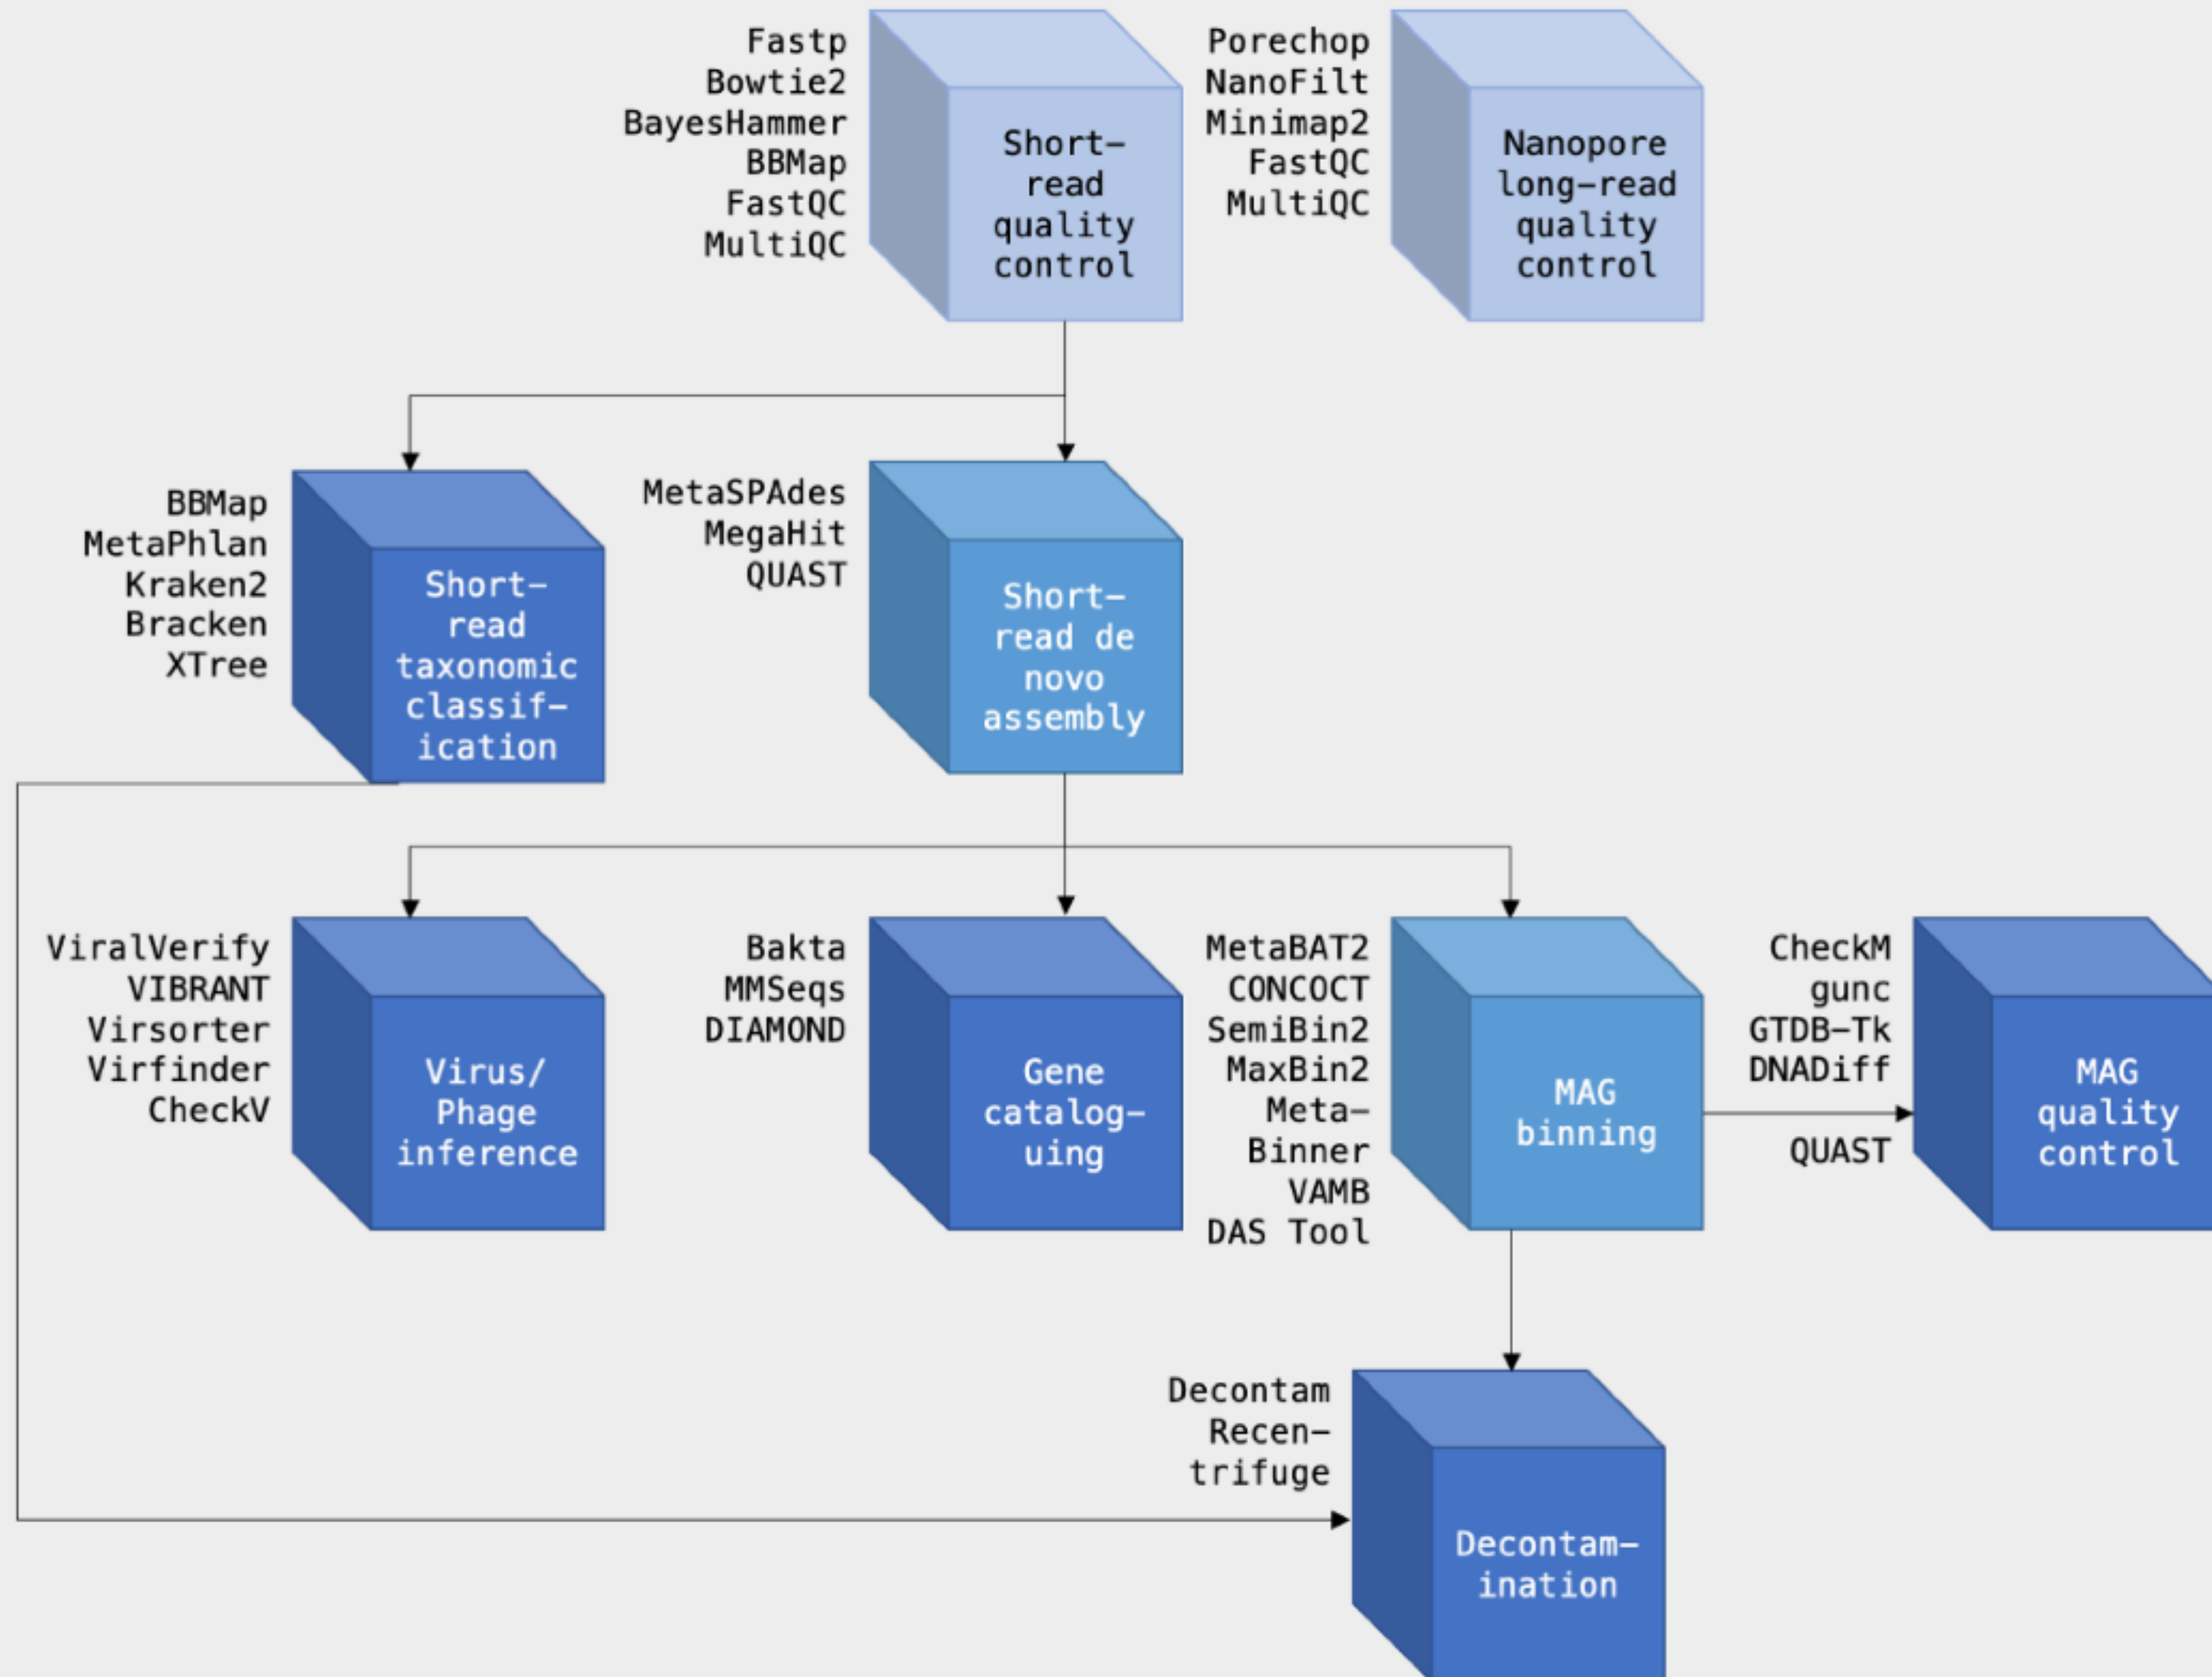 Fastp
Bowtie2
BayesHammer
BBMap
FastQC
MultiQC
Short-
read
quality
control
Porechop
NanoFilt
Minimap2
FastQC
MultiQC
Nanopore
long-read
quality
control
BBMap
MetaPhlan
Kraken2
Bracken
XTree
Short-
read
taxonomic
classif-
ication
MetaSPAdes
MegaHit
QUAST
Short-
read de
novo
assembly
ViralVerify
VIBRANT
Virsorter
Virfinder
CheckV
Virus/
Phage
inference
Bakta
MMSeqs
DIAMOND
Gene
catalog-
uing
MetaBAT2
CONCOCT
SemiBin2
MaxBin2
Meta-
Binner
VAMB
DAS Tool
MAG
binning
CheckM
gunc
GTDB-Tk
DNADiff
QUAST
MAG
quality
control
Decontam
Recen-
trifuge
Decontam-
ination